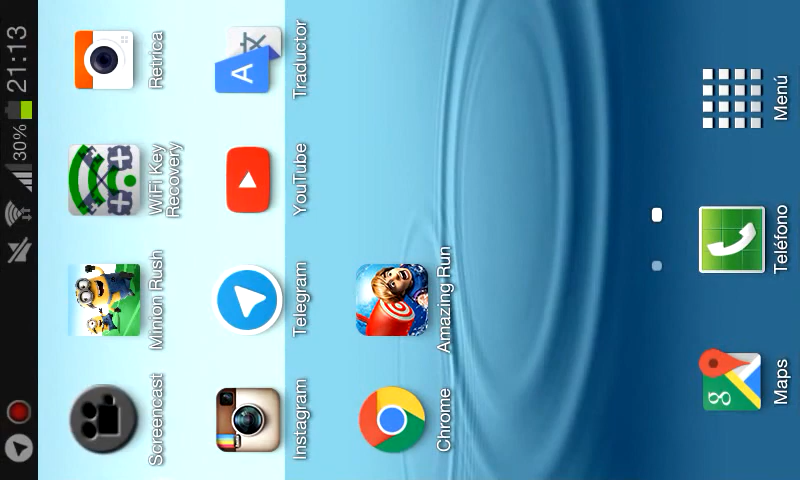 30% 21:13
Screencast
Minion Rush
WiFi Key
Recovery
Retrica
Instagram
Telegram
YouTube
Traductor
A
Chrome
Amazing Run
Maps
g
Teléfono
Menú